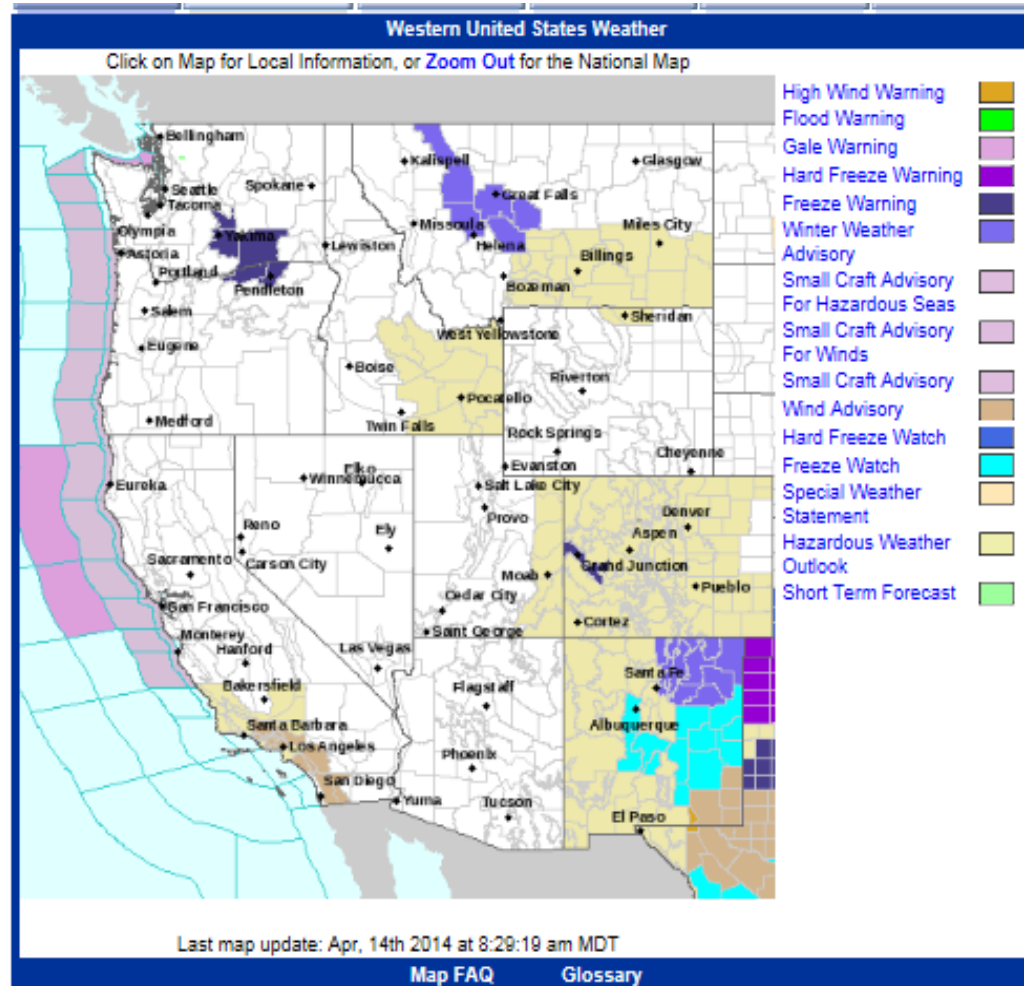 Western United States Weather
Click on Map for Local Information, or Zoom Out for the National Map
Bellingham
Kalispell
Glasgow
Seattle
Spokane
Great Falls
Tacoma
Olympia
Yakima
Missoula
Miles City
Astoria
Lewiston
Helena
Billings
Portland
Pendleton
Bozeman
Salem
Sheridan
West Yellowstone
Eugene
Boise
Riverton
Pocatello
Medford
Twin Falls
Rock Springs
Cheyenne
Elko
Evanston
Winnemucca
Eureka
Salt Lake City
Denver
Provo
Reno
Ely
Aspen
Sacramento
Carson City
Grand Junction
Moab
Pueblo
Cedar City
San Francisco
Cortez
Saint George
Monterey
Hanford
Las Vegas
Santa Fe
Bakersfield
Flagstaff
Santa Barbara
Albuquerque
Los Angeles
Phoenix
San Diego
Yuma
Tucson
El Paso
High Wind Warning
Flood Warning
Gale Warning
Hard Freeze Warning
Freeze Warning
Winter Weather
Advisory
Small Craft Advisory
For Hazardous Seas
Small Craft Advisory
For Winds
Small Craft Advisory
Wind Advisory
Hard Freeze Watch
Freeze Watch
Special Weather
Statement
Hazardous Weather
Outlook
Short Term Forecast
Last map update: Apr, 14th 2014 at 8:29:19 am MDT
Map FAQ Glossary